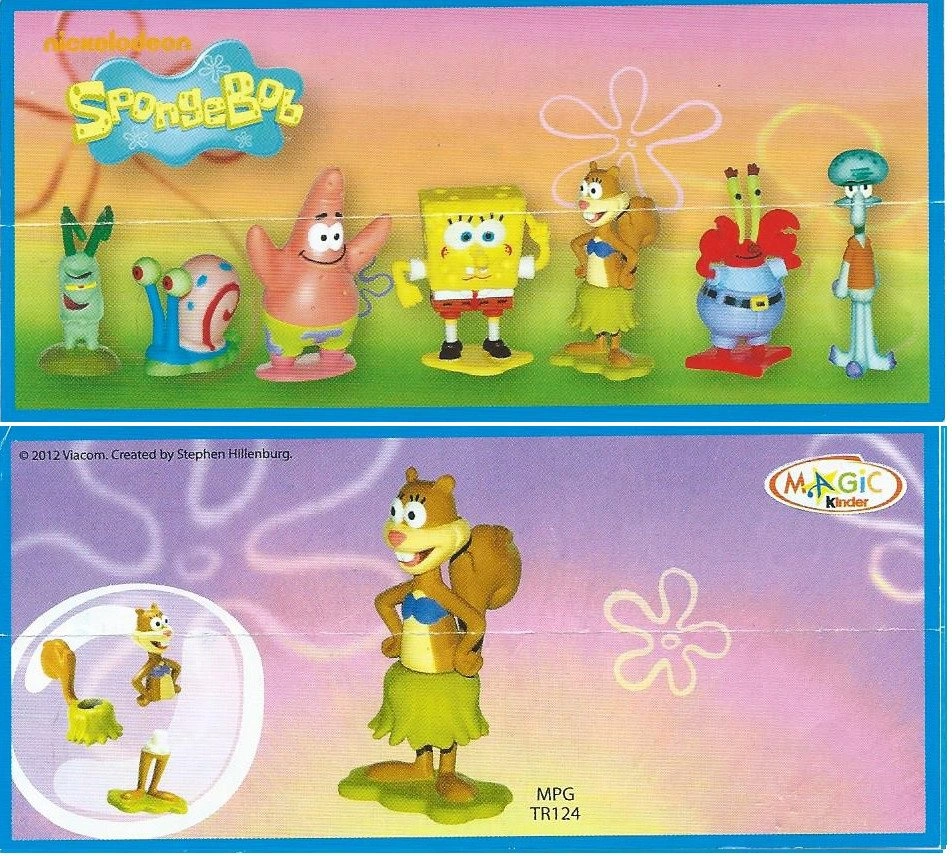 nickelodeon
SpongeBob
© 2012 Viacom. Created by Stephen Hillenburg.
MAGiC
Kinder
MPG
TR124